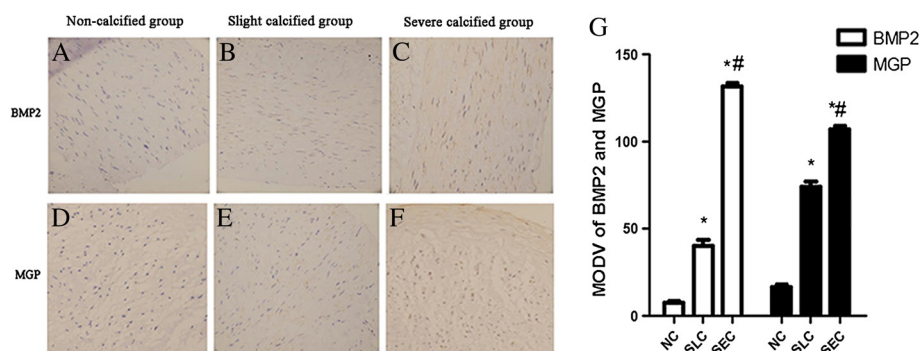 Non-calcified group Slight calcified group Severe calcified group
G
BMP2
MGP
A B C
BMP2
D E F
MGP
MODV of BMP2 and MGP
150
100
50
0
* *# * *#
NC SLC SEC NC SLC SEC